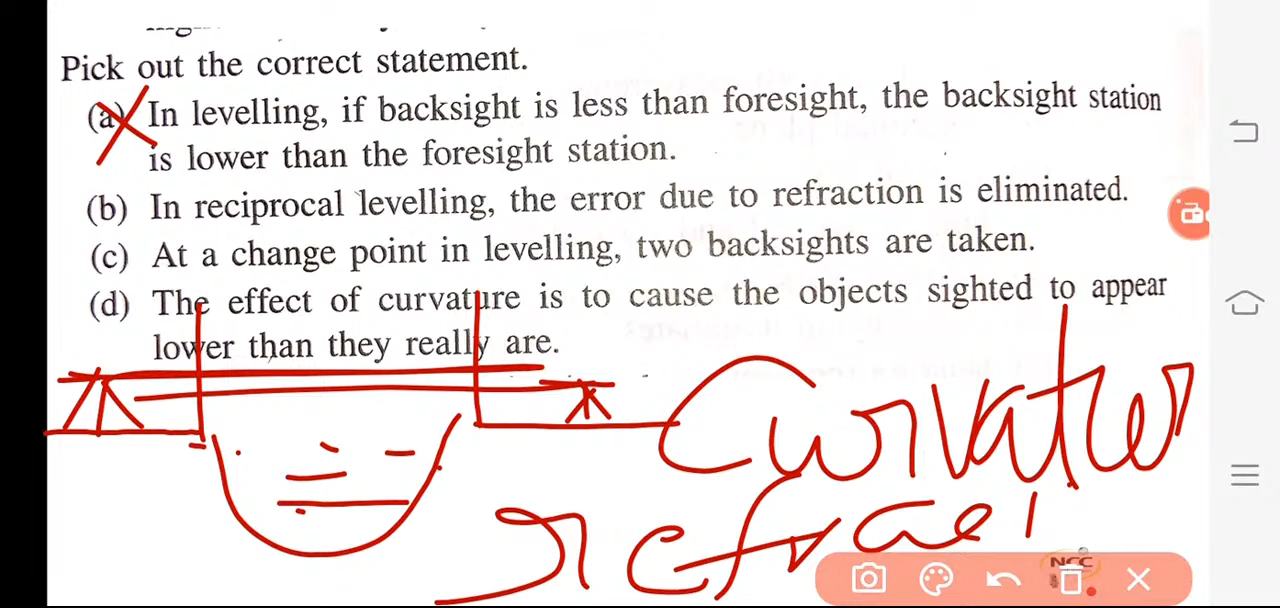 Pick out the correct statement.
(a) In levelling, if backsight is less than foresight, the backsight station
is lower than the foresight station.
(b) In reciprocal levelling, the error due to refraction is eliminated.
(c) At a change point in levelling, two backsights are taken.
(d) The effect of curvature is to cause the objects sighted to appear
lower than they really are.
NCC